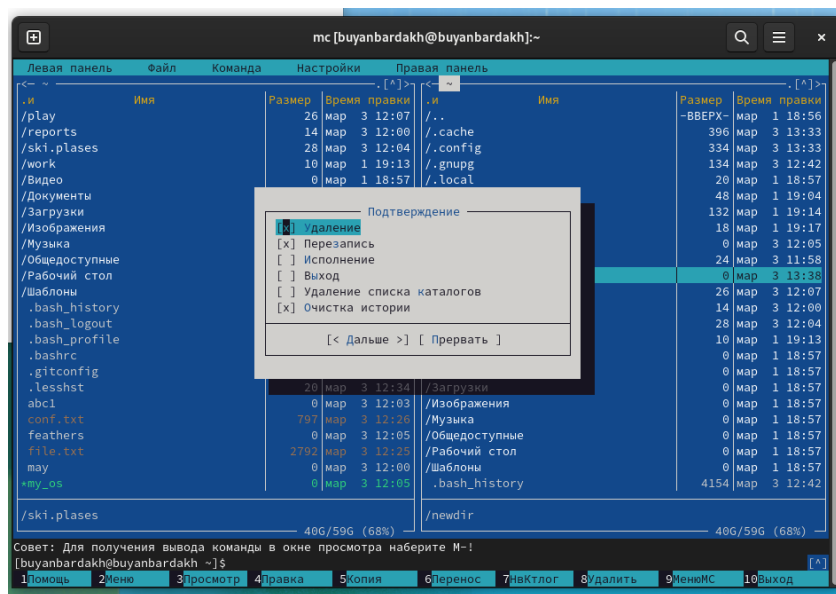 mc [buyanbardakh@buyanbardakh]:~
Левая панель Файл Команда Настройки Правая панель
<— ~ .[^]> <— ~ .[^]>
.и Имя Размер Время правки .и Имя Размер Время правки
/play 26 мар 3 12:07 /.. -ВВЕРХ- мар 1 18:56
/reports 14 мар 3 12:00 /.cache 396 мар 3 13:33
/ski.plases 28 мар 3 12:04 /.config 334 мар 3 13:33
/work 10 мар 1 19:13 /.gnupg 134 мар 3 12:42
/Видео 0 мар 1 18:57 /.local 20 мар 1 18:57
/Документы 48 мар 1 19:04
/Загрузки Подтверждение 132 мар 1 19:14
/Изображения [x] Удаление 18 мар 1 19:17
/Музыка [x] Перезапись 0 мар 3 12:05
/Общедоступные [ ] Исполнение 24 мар 3 11:58
/Рабочий стол [ ] Выход 0 мар 3 13:38
/Шаблоны [ ] Удаление списка каталогов 26 мар 3 12:07
.bash_history [x] Очистка истории 14 мар 3 12:00
.bash_logout 28 мар 3 12:04
.bash_profile [< Дальше >] [ Прервать ] 10 мар 1 19:13
.bashrc 0 мар 1 18:57
.gitconfig 0 мар 1 18:57
.lesshst 20 мар 3 12:34 /Загрузки 0 мар 1 18:57
abc1 0 мар 3 12:03 /Изображения 0 мар 1 18:57
conf.txt 797 мар 3 12:26 /Музыка 0 мар 1 18:57
feathers 0 мар 3 12:05 /Общедоступные 0 мар 1 18:57
file.txt 2792 мар 3 12:25 /Рабочий стол 0 мар 1 18:57
may 0 мар 3 12:00 /Шаблоны 0 мар 1 18:57
*my_os 0 мар 3 12:05 .bash_history 4154 мар 3 12:42
/ski.plases /newdir
40G/59G (68%) 40G/59G (68%)
Совет: Для получения вывода команды в окне просмотра наберите M-!
[buyanbardakh@buyanbardakh ~]$ [^]
1Помощь 2Меню 3Просмотр 4Правка 5Копия 6Перенос 7НвКтлог 8Удалить 9МенюMC 10Выход